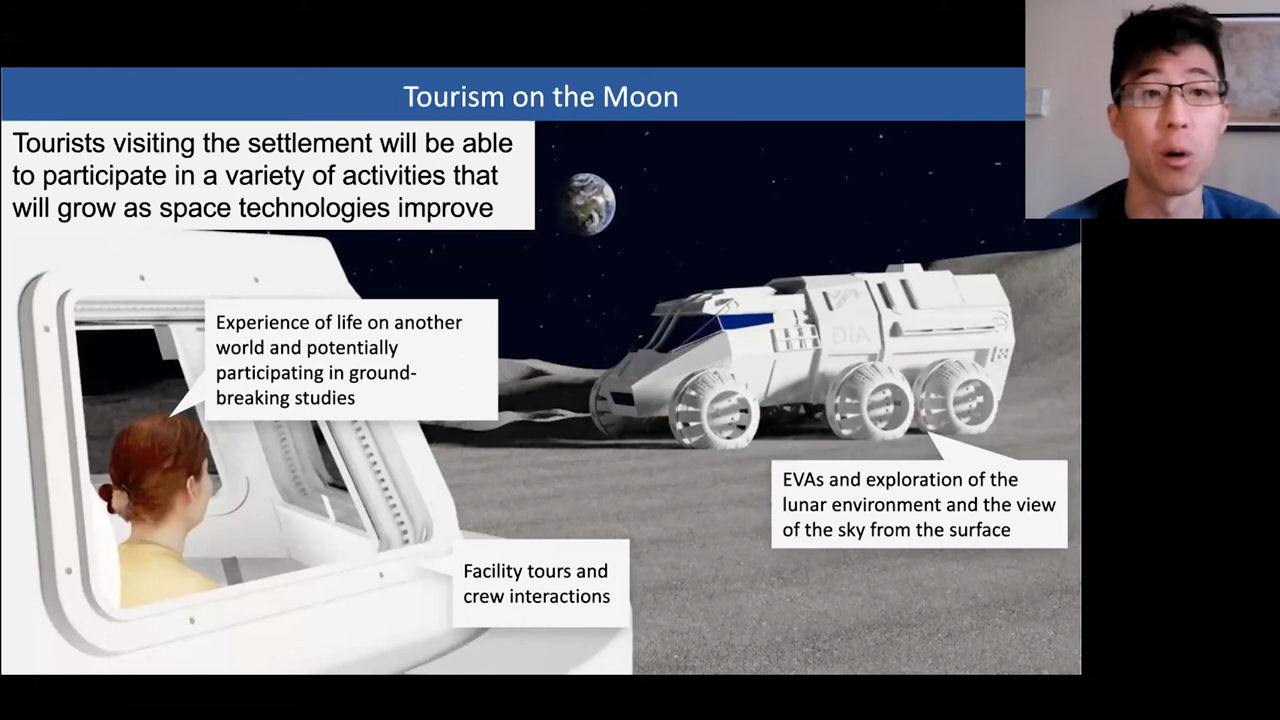 Tourism on the Moon
Tourists visiting the settlement will be able
to participate in a variety of activities that
will grow as space technologies improve
Experience of life on another
world and potentially
participating in ground-
breaking studies
DIA
EVAs and exploration of the
lunar environment and the view
of the sky from the surface
Facility tours and
crew interactions